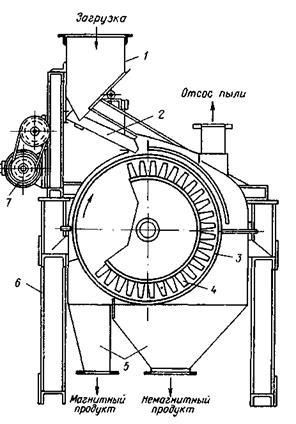 Загрузка
1
Отсос пыли
2
7
3
4
6
5
Магнитный
продукт
Немагнитный
продукт